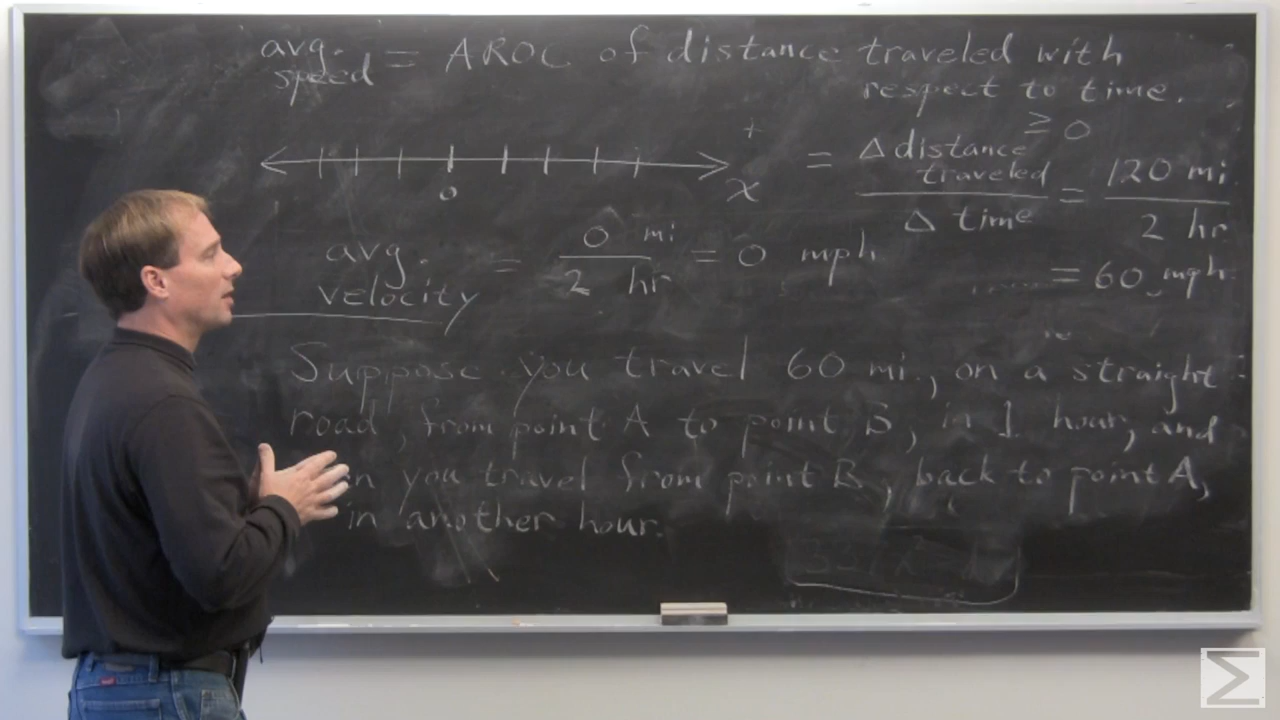 avg. speed = AROC of distance traveled with
respect to time.
≥ 0
+
0 x
= Δ distance traveled / Δ time = 120 mi / 2 hr
= 60 mph
avg. velocity = 0 mi / 2 hr = 0 mph
Suppose you travel 60 mi., on a straight
road, from point A to point B, in 1 hour, and
n you travel from point B, back to point A,
in another hour.
Σ